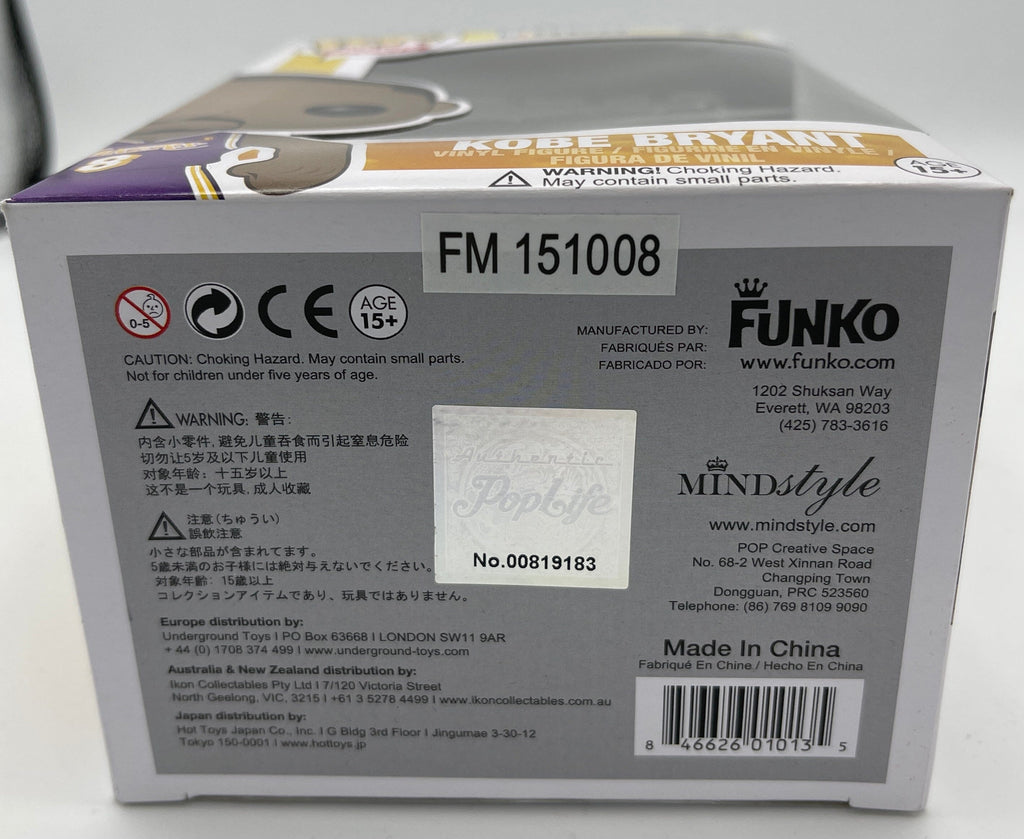 KOBE BRYANT
VINYL FIGURE / FIGURINE EN VINYLE /
FIGURA DE VINIL
WARNING! Choking Hazard.
May contain small parts.
AGE
15+
8
FM 151008
0-5
CE
AGE
15+
CAUTION: Choking Hazard. May contain small parts.
Not for children under five years of age.
WARNING: 警告:
内含小零件, 避免儿童吞食而引起窒息危险
切勿让5岁及以下儿童使用
对象年龄: 十五岁以上
这不是一个玩具, 成人收藏
注意(ちゅうい)
誤飲注意
小さな部品が含まれてます。
5歳未満のお子様には絶対与えないでください。
対象年齢: 15歳以上
コレクションアイテムであり、玩具ではありません。
Europe distribution by:
Underground Toys I PO Box 63668 I LONDON SW11 9AR
+ 44 (0) 1708 374 499 I www.underground-toys.com
Australia & New Zealand distribution by:
Ikon Collectables Pty Ltd I 7/120 Victoria Street
North Geelong, VIC, 3215 I +61 3 5278 4499 I www.ikoncollectables.com.au
Japan distribution by:
Hot Toys Japan Co., Inc. I G Bldg 3rd Floor I Jingumae 3-30-12
Tokyo 150-0001 I www.hottoys.jp
Authentic
PopLife
No.00819183
MANUFACTURED BY:
FABRIQUÉS PAR:
FABRICADO POR:
FUNKO
www.funko.com
1202 Shuksan Way
Everett, WA 98203
(425) 783-3616
MINDstyle
www.mindstyle.com
POP Creative Space
No. 68-2 West Xinnan Road
Changping Town
Dongguan, PRC 523560
Telephone: (86) 769 8109 9090
Made In China
Fabriqué En Chine / Hecho En China
8 46626 01013 5